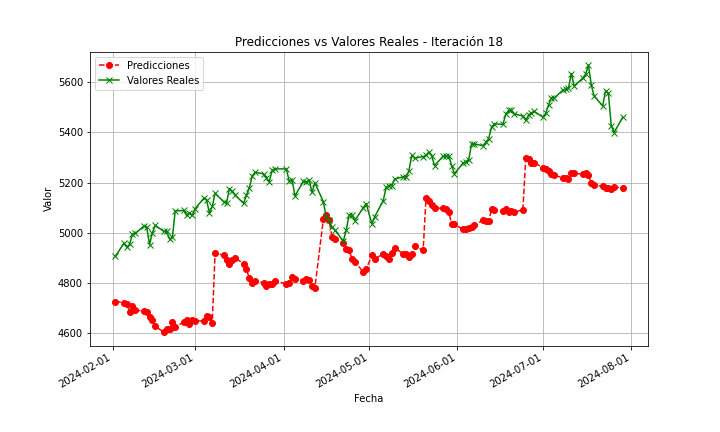 Predicciones vs Valores Reales - Iteración 18
Predicciones
Valores Reales
Valor
5600
5400
5200
5000
4800
4600
2024-02-01
2024-03-01
2024-04-01
2024-05-01
2024-06-01
2024-07-01
2024-08-01
Fecha